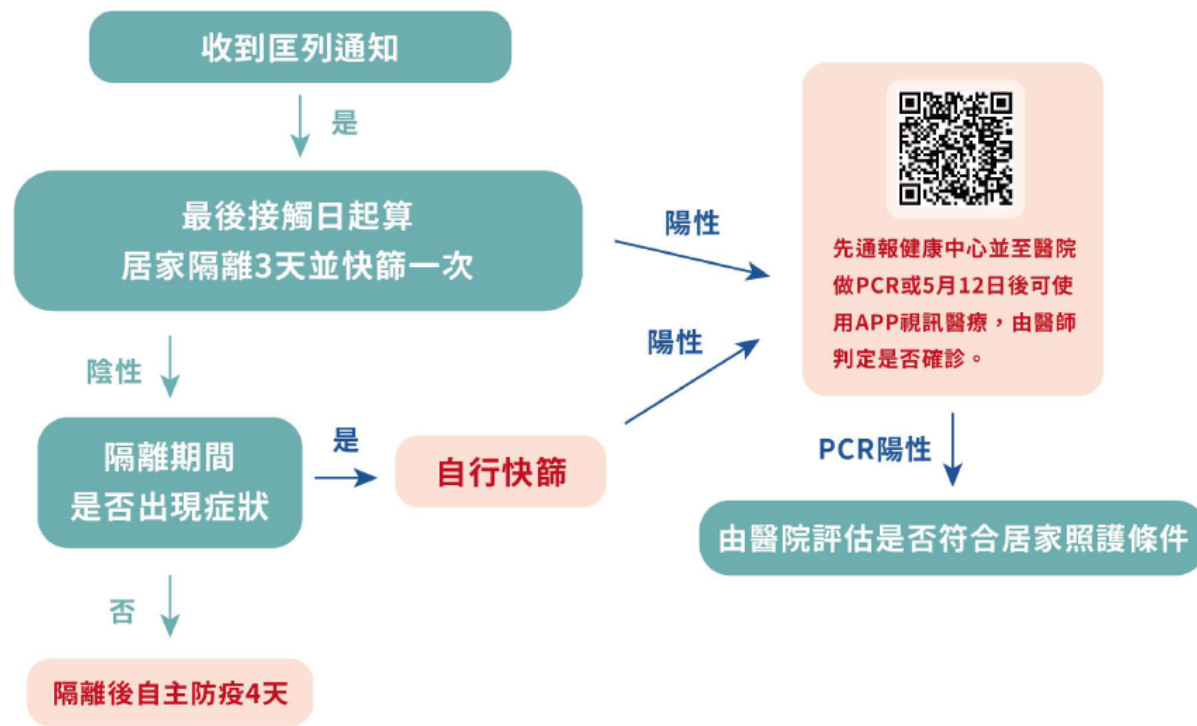 收到匡列通知
是
最後接觸日起算
居家隔離3天並快篩一次
陽性
先通報健康中心並至醫院
做PCR或5月12日後可使
用APP視訊醫療，由醫師
判定是否確診。
陰性
陽性
隔離期間
是否出現症狀
是
自行快篩
PCR陽性
由醫院評估是否符合居家照護條件
否
隔離後自主防疫4天